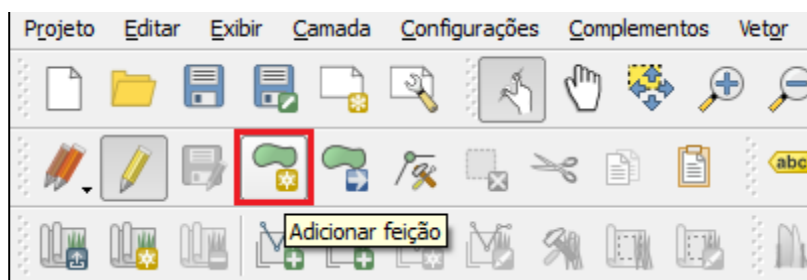 Projeto Editar Exibir Camada Configurações Complementos Vetor
abc
Adicionar feição